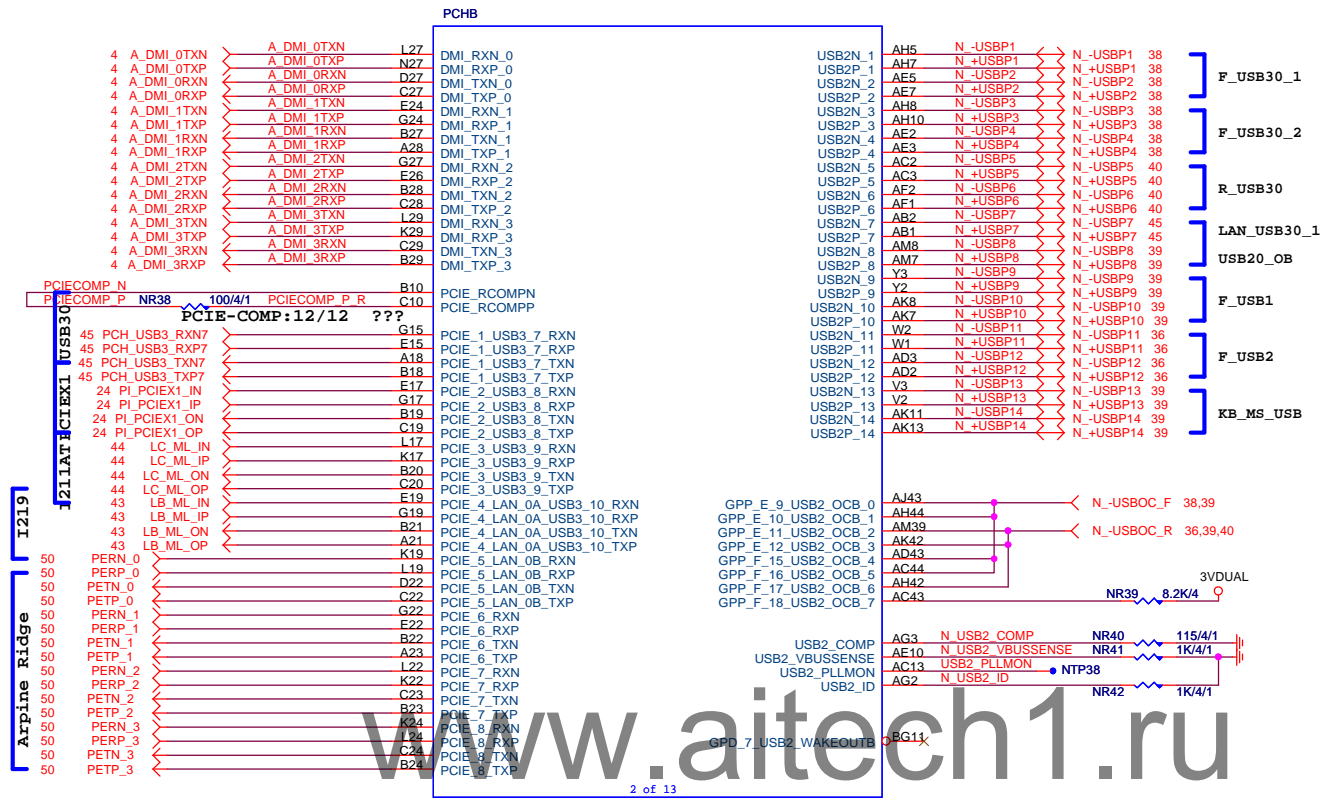 PCHB
4 A_DMI_0TXN A_DMI_0TXN L27 DMI_RXN_0
4 A_DMI_0TXP A_DMI_0TXP N27 DMI_RXP_0
4 A_DMI_0RXN A_DMI_0RXN D27 DMI_TXN_0
4 A_DMI_0RXP A_DMI_0RXP C27 DMI_TXP_0
4 A_DMI_1TXN A_DMI_1TXN E24 DMI_RXN_1
4 A_DMI_1TXP A_DMI_1TXP G24 DMI_RXP_1
4 A_DMI_1RXN A_DMI_1RXN B27 DMI_TXN_1
4 A_DMI_1RXP A_DMI_1RXP A28 DMI_TXP_1
4 A_DMI_2TXN A_DMI_2TXN G27 DMI_RXN_2
4 A_DMI_2TXP A_DMI_2TXP E26 DMI_RXP_2
4 A_DMI_2RXN A_DMI_2RXN B28 DMI_TXN_2
4 A_DMI_2RXP A_DMI_2RXP C28 DMI_TXP_2
4 A_DMI_3TXN A_DMI_3TXN L29 DMI_RXN_3
4 A_DMI_3TXP A_DMI_3TXP K29 DMI_RXP_3
4 A_DMI_3RXN A_DMI_3RXN C29 DMI_TXN_3
4 A_DMI_3RXP A_DMI_3RXP B29 DMI_TXP_3
PCIECOMP_N B10 PCIE_RCOMPN
PCIECOMP_P NR38 100/4/1 PCIECOMP_P_R C10 PCIE_RCOMPP
PCIE-COMP:12/12 ???
USB30
45 PCH_USB3_RXN7 G15 PCIE_1_USB3_7_RXN
45 PCH_USB3_RXP7 E15 PCIE_1_USB3_7_RXP
45 PCH_USB3_TXN7 A18 PCIE_1_USB3_7_TXN
45 PCH_USB3_TXP7 B18 PCIE_1_USB3_7_TXP
PCIEX1
24 PI_PCIEX1_IN E17 PCIE_2_USB3_8_RXN
24 PI_PCIEX1_IP G17 PCIE_2_USB3_8_RXP
24 PI_PCIEX1_ON B19 PCIE_2_USB3_8_TXN
24 PI_PCIEX1_OP C19 PCIE_2_USB3_8_TXP
I211AT
44 LC_ML_IN L17 PCIE_3_USB3_9_RXN
44 LC_ML_IP K17 PCIE_3_USB3_9_RXP
44 LC_ML_ON B20 PCIE_3_USB3_9_TXN
44 LC_ML_OP C20 PCIE_3_USB3_9_TXP
I219
43 LB_ML_IN E19 PCIE_4_LAN_0A_USB3_10_RXN
43 LB_ML_IP G19 PCIE_4_LAN_0A_USB3_10_RXP
43 LB_ML_ON B21 PCIE_4_LAN_0A_USB3_10_TXN
43 LB_ML_OP A21 PCIE_4_LAN_0A_USB3_10_TXP
Arpine Ridge
50 PERN_0 K19 PCIE_5_LAN_0B_RXN
50 PERP_0 L19 PCIE_5_LAN_0B_RXP
50 PETN_0 D22 PCIE_5_LAN_0B_TXN
50 PETP_0 C22 PCIE_5_LAN_0B_TXP
50 PERN_1 G22 PCIE_6_RXN
50 PERP_1 E22 PCIE_6_RXP
50 PETN_1 B22 PCIE_6_TXN
50 PETP_1 A23 PCIE_6_TXP
50 PERN_2 L22 PCIE_7_RXN
50 PERP_2 K22 PCIE_7_RXP
50 PETN_2 C23 PCIE_7_TXN
50 PETP_2 B23 PCIE_7_TXP
50 PERN_3 K24 PCIE_8_RXN
50 PERP_3 L24 PCIE_8_RXP
50 PETN_3 C24 PCIE_8_TXN
50 PETP_3 B24 PCIE_8_TXP
USB2N_1 AH5 N_-USBP1 N_-USBP1 38
USB2P_1 AH7 N_+USBP1 N_+USBP1 38
USB2N_2 AE5 N_-USBP2 N_-USBP2 38
USB2P_2 AE7 N_+USBP2 N_+USBP2 38
F_USB30_1
USB2N_3 AH8 N_-USBP3 N_-USBP3 38
USB2P_3 AH10 N_+USBP3 N_+USBP3 38
USB2N_4 AE2 N_-USBP4 N_-USBP4 38
USB2P_4 AE3 N_+USBP4 N_+USBP4 38
F_USB30_2
USB2N_5 AC2 N_-USBP5 N_-USBP5 40
USB2P_5 AC3 N_+USBP5 N_+USBP5 40
USB2N_6 AF2 N_-USBP6 N_-USBP6 40
USB2P_6 AF1 N_+USBP6 N_+USBP6 40
R_USB30
USB2N_7 AB2 N_-USBP7 N_-USBP7 45
USB2P_7 AB1 N_+USBP7 N_+USBP7 45
LAN_USB30_1
USB2N_8 AM8 N_-USBP8 N_-USBP8 39
USB2P_8 AM7 N_+USBP8 N_+USBP8 39
USB20_OB
USB2N_9 Y3 N_-USBP9 N_-USBP9 39
USB2P_9 Y2 N_+USBP9 N_+USBP9 39
USB2N_10 AK8 N_-USBP10 N_-USBP10 39
USB2P_10 AK7 N_+USBP10 N_+USBP10 39
F_USB1
USB2N_11 W2 N_-USBP11 N_-USBP11 36
USB2P_11 W1 N_+USBP11 N_+USBP11 36
USB2N_12 AD3 N_-USBP12 N_-USBP12 36
USB2P_12 AD2 N_+USBP12 N_+USBP12 36
F_USB2
USB2N_13 V3 N_-USBP13 N_-USBP13 39
USB2P_13 V2 N_+USBP13 N_+USBP13 39
USB2N_14 AK11 N_-USBP14 N_-USBP14 39
USB2P_14 AK13 N_+USBP14 N_+USBP14 39
KB_MS_USB
GPP_E_9_USB2_OCB_0 AJ43 N_-USBOC_F 38,39
GPP_E_10_USB2_OCB_1 AH44
GPP_E_11_USB2_OCB_2 AM39 N_-USBOC_R 36,39,40
GPP_E_12_USB2_OCB_3 AK42
GPP_F_15_USB2_OCB_4 AD43
GPP_F_16_USB2_OCB_5 AC44
GPP_F_17_USB2_OCB_6 AH42
GPP_F_18_USB2_OCB_7 AC43 NR39 8.2K/4 3VDUAL
USB2_COMP AG3 N_USB2_COMP NR40 115/4/1
USB2_VBUSSENSE AE10 N_USB2_VBUSSENSE NR41 1K/4/1
USB2_PLLMON AC13 USB2_PLLMON NTP38
USB2_ID AG2 N_USB2_ID NR42 1K/4/1
GPD_7_USB2_WAKEOUTB BG11
2 of 13
www.aitech1.ru